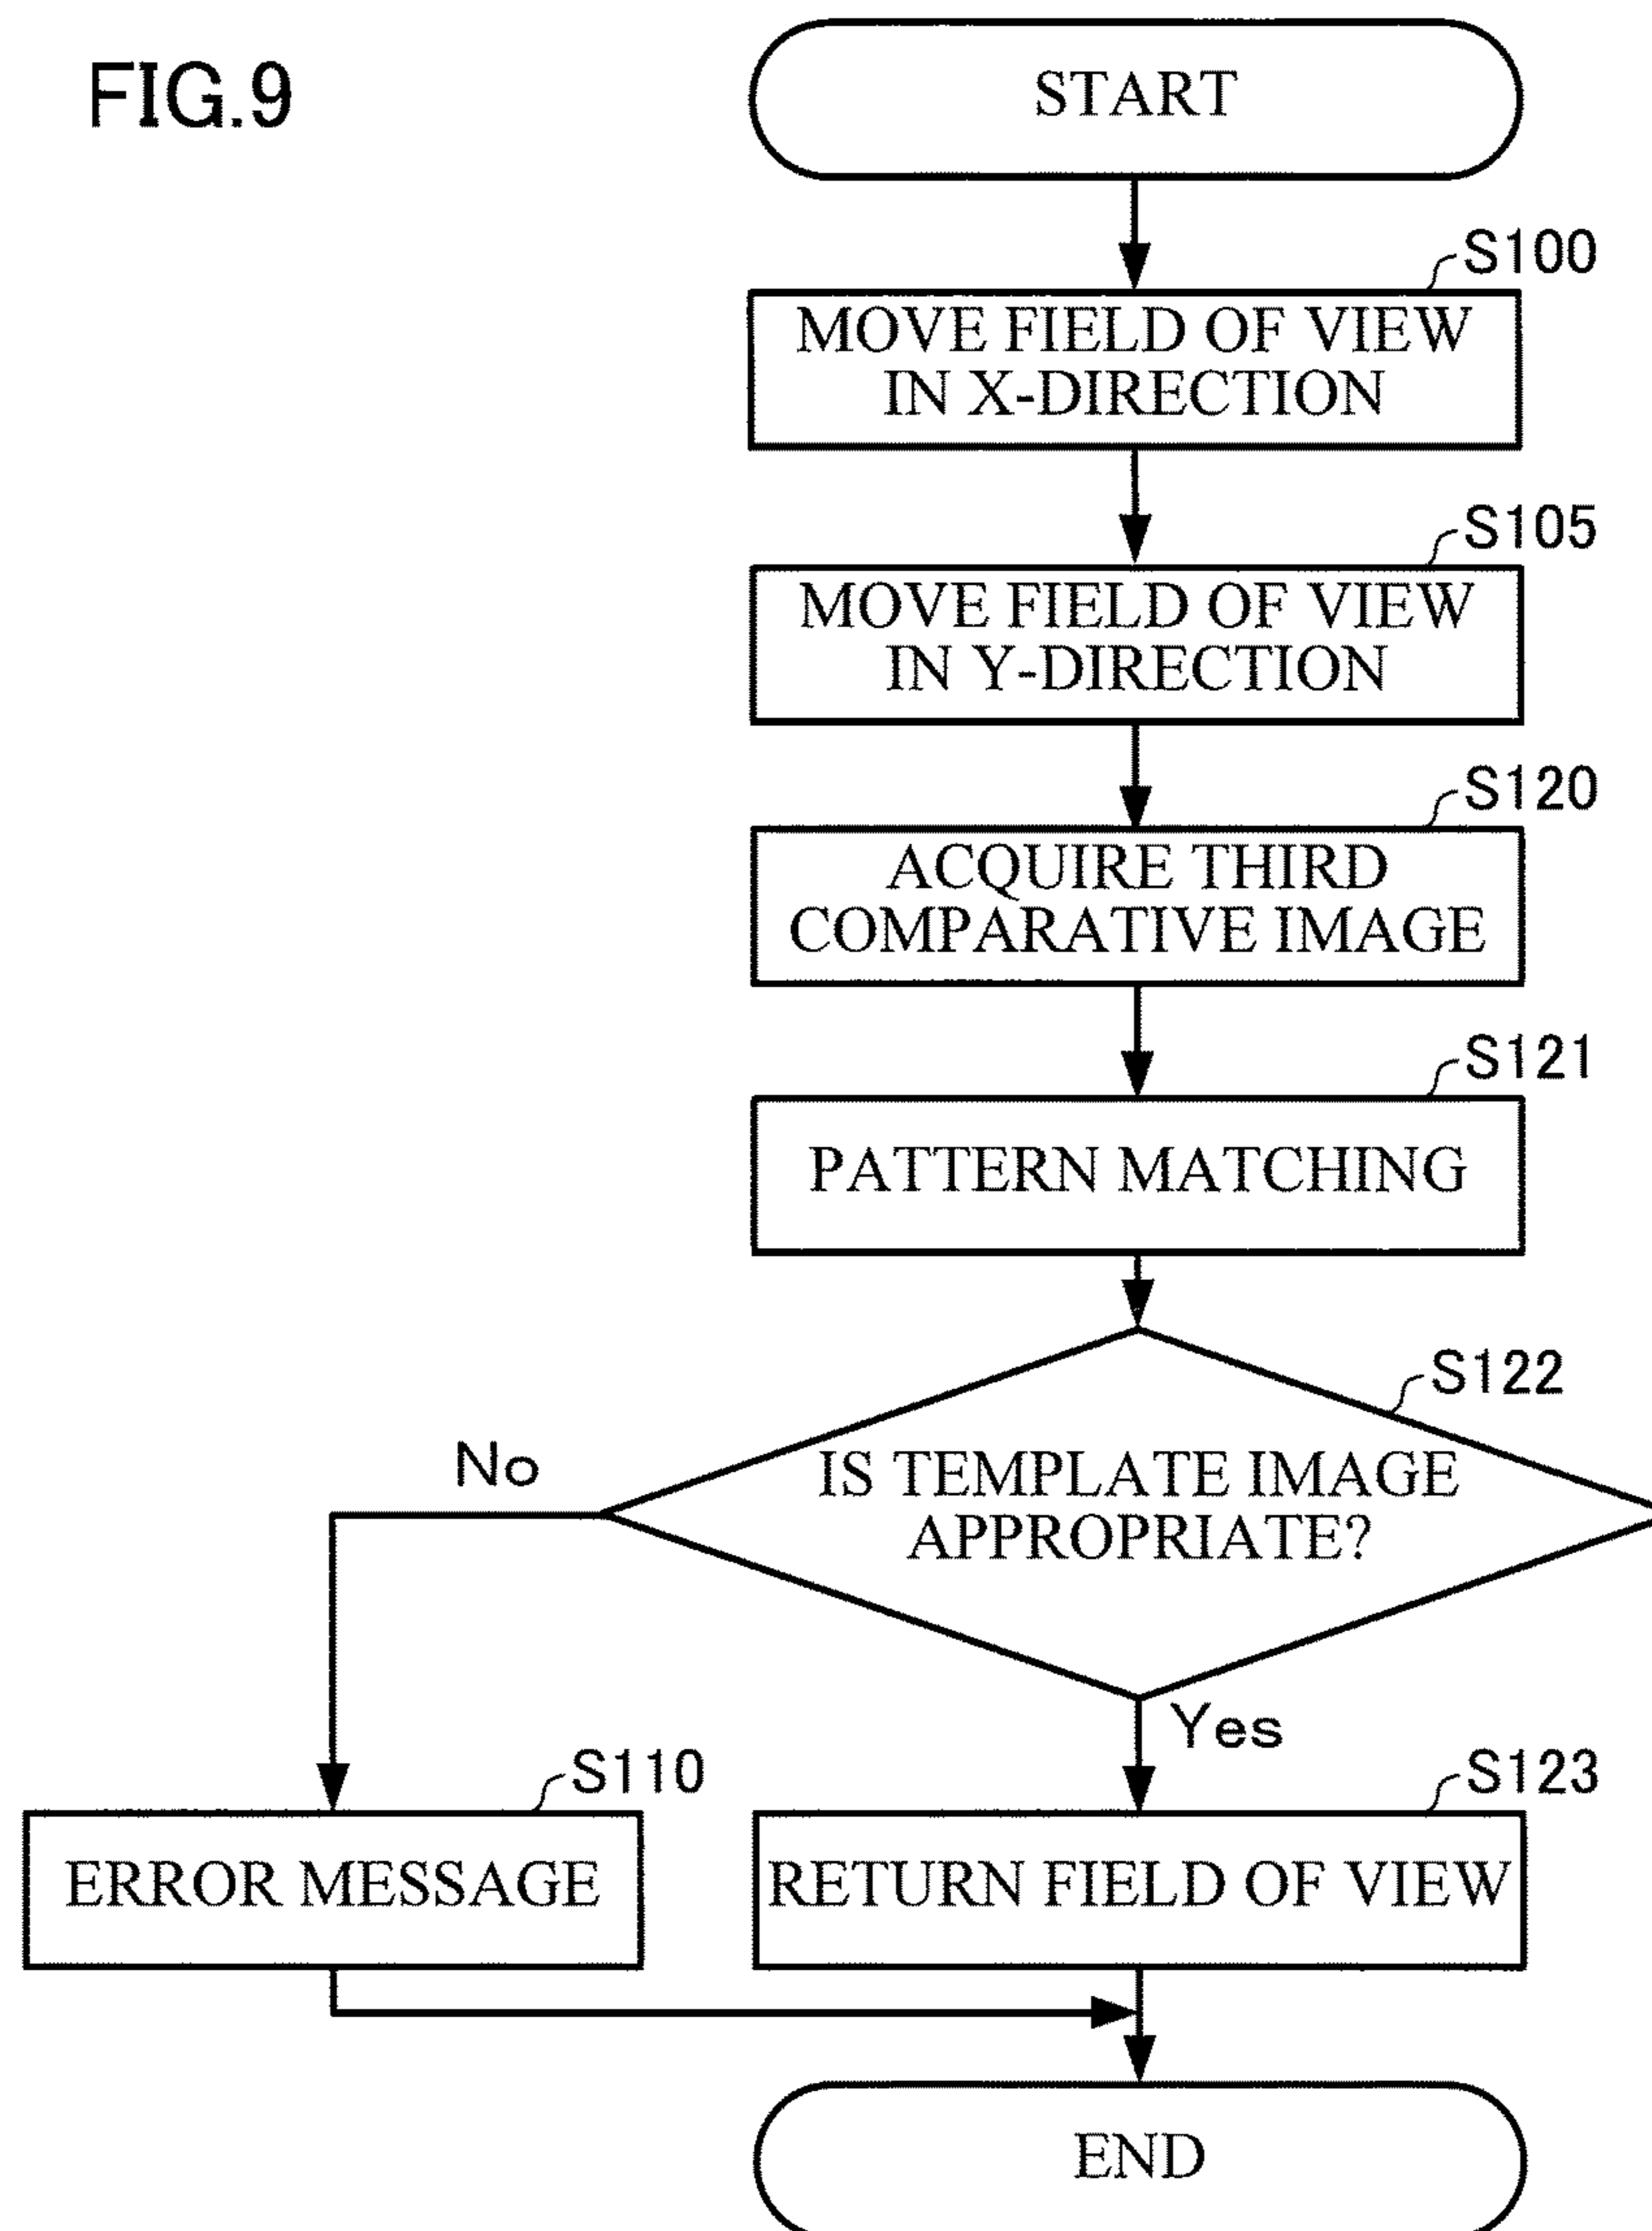 FIG.9
START
S100
MOVE FIELD OF VIEW
IN X-DIRECTION
S105
MOVE FIELD OF VIEW
IN Y-DIRECTION
S120
ACQUIRE THIRD
COMPARATIVE IMAGE
S121
PATTERN MATCHING
S122
IS TEMPLATE IMAGE
APPROPRIATE?
No
Yes
S110
ERROR MESSAGE
S123
RETURN FIELD OF VIEW
END